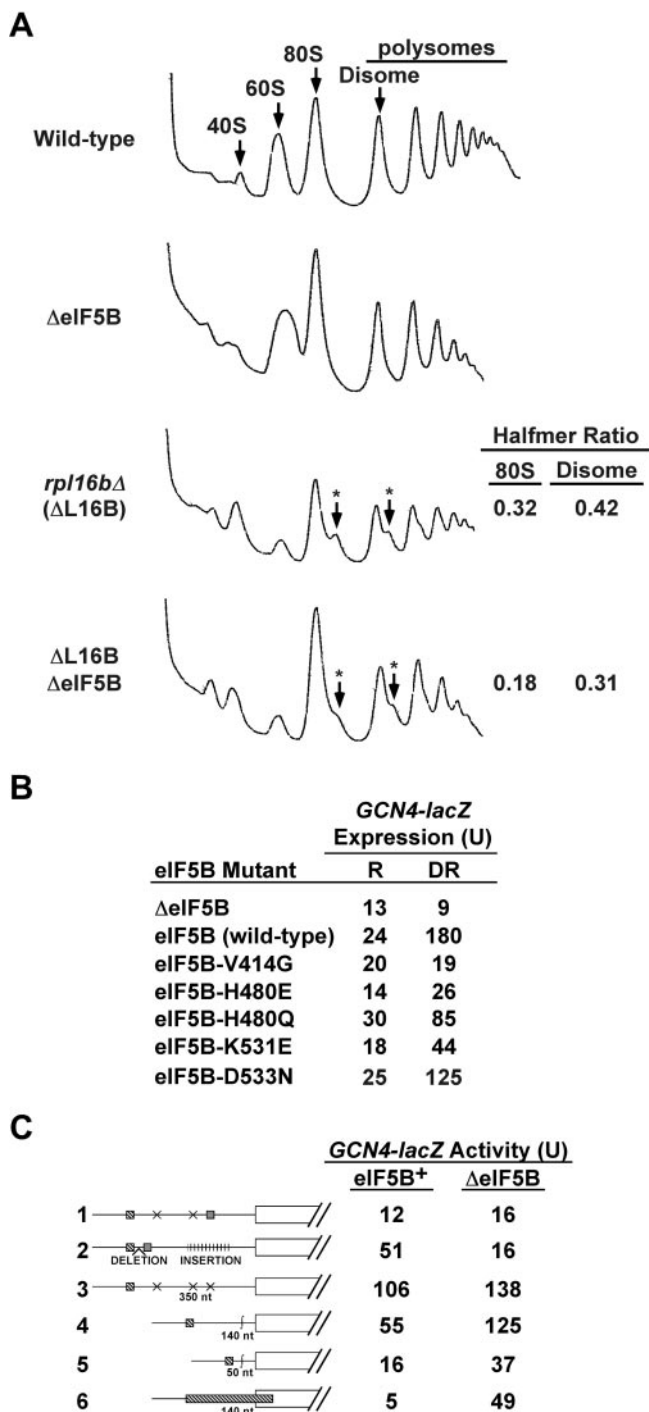 A
polysomes
80S
Disome
60S
40S
Wild-type
ΔeIF5B
Halfmer Ratio
80S Disome
rpl16bΔ
(ΔL16B)
* *
0.32 0.42
ΔL16B
ΔeIF5B
* *
0.18 0.31
B
GCN4-lacZ
Expression (U)
eIF5B Mutant R DR
ΔeIF5B 13 9
eIF5B (wild-type) 24 180
eIF5B-V414G 20 19
eIF5B-H480E 14 26
eIF5B-H480Q 30 85
eIF5B-K531E 18 44
eIF5B-D533N 25 125
C
GCN4-lacZ Activity (U)
eIF5B+ ΔeIF5B
1 12 16
2 51 16
DELETION INSERTION
3 106 138
350 nt
4 55 125
140 nt
5 16 37
50 nt
6 5 49
140 nt